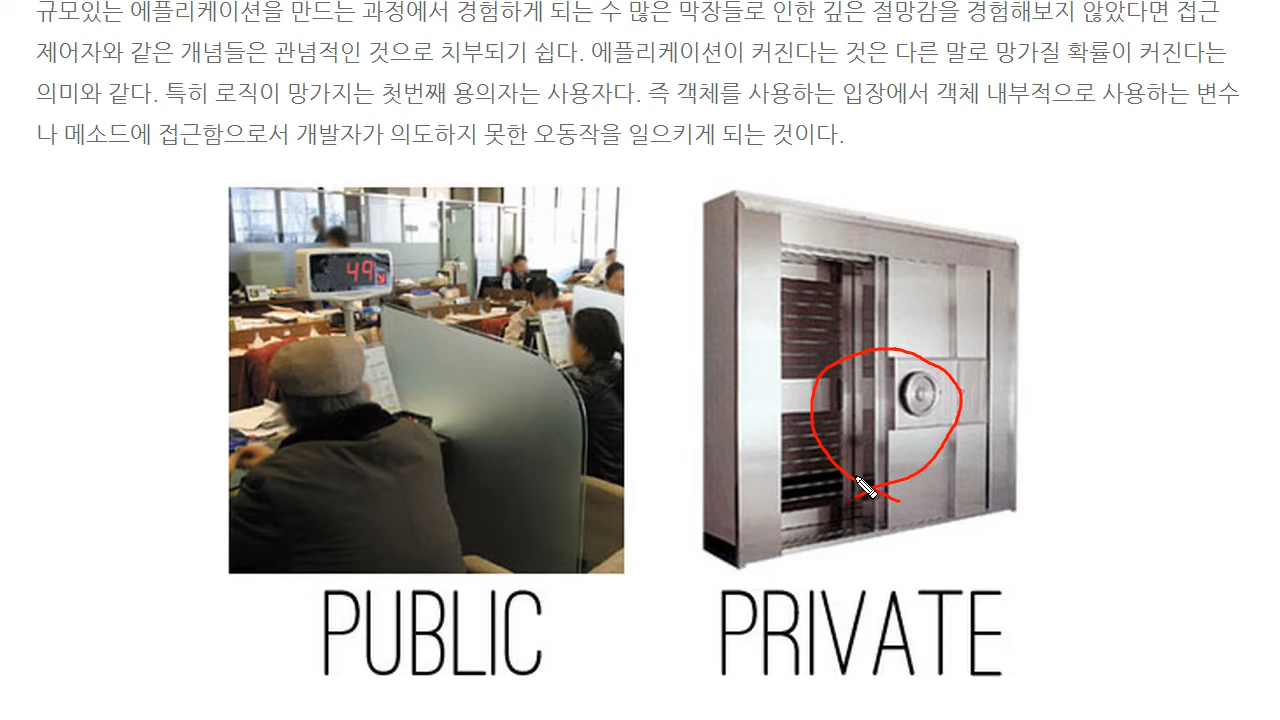 규모있는 에플리케이션을 만드는 과정에서 경험하게 되는 수 많은 막장들로 인한 깊은 절망감을 경험해보지 않았다면 접근
제어자와 같은 개념들은 관념적인 것으로 치부되기 쉽다. 에플리케이션이 커진다는 것은 다른 말로 망가질 확률이 커진다는
의미와 같다. 특히 로직이 망가지는 첫번째 용의자는 사용자다. 즉 객체를 사용하는 입장에서 객체 내부적으로 사용하는 변수
나 메소드에 접근함으로서 개발자가 의도하지 못한 오동작을 일으키게 되는 것이다.
49
PUBLIC
PRIVATE